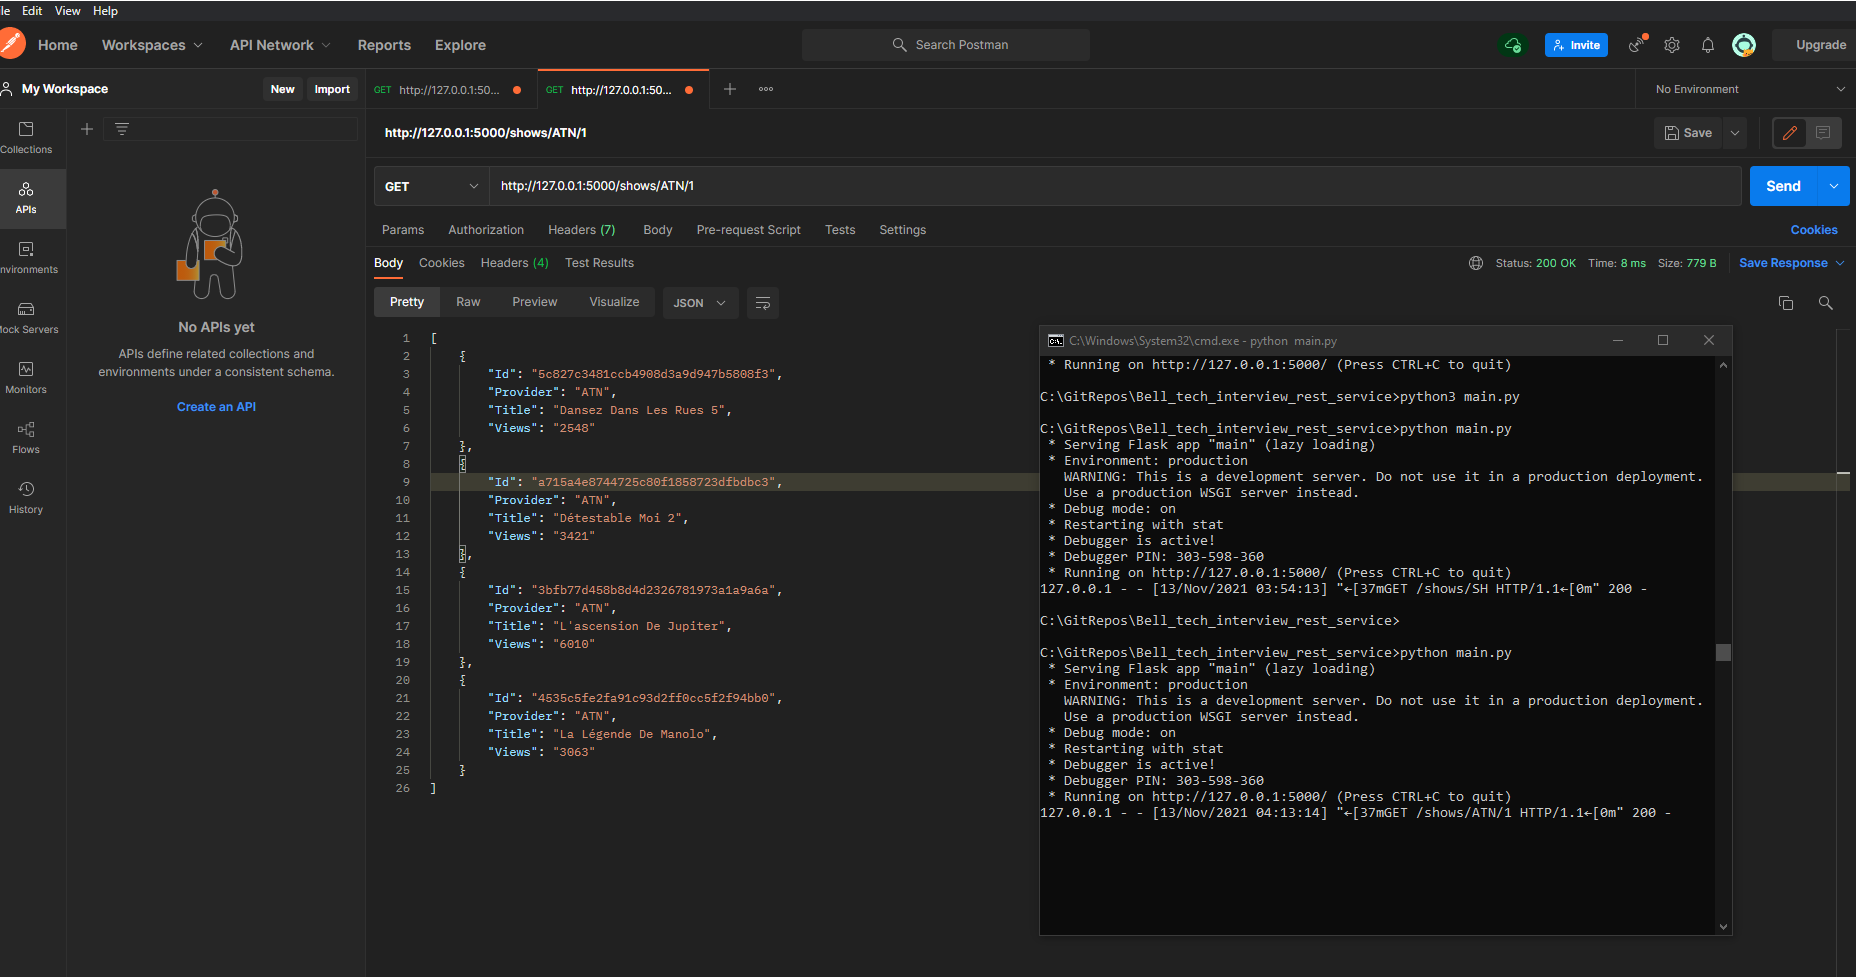 le Edit View Help
Home Workspaces API Network Reports Explore Search Postman Invite Upgrade
My Workspace New Import GET http://127.0.0.1:50... GET http://127.0.0.1:50... No Environment
Collections
APIs
nvironments
Mock Servers
Monitors
Flows
History
No APIs yet
APIs define related collections and
environments under a consistent schema.
Create an API
http://127.0.0.1:5000/shows/ATN/1 Save
GET http://127.0.0.1:5000/shows/ATN/1 Send
Params Authorization Headers (7) Body Pre-request Script Tests Settings Cookies
Body Cookies Headers (4) Test Results Status: 200 OK Time: 8 ms Size: 779 B Save Response
Pretty Raw Preview Visualize JSON
1 [
2 {
3 "Id": "5c827c3481ccb4908d3a9d947b5808f3",
4 "Provider": "ATN",
5 "Title": "Dansez Dans Les Rues 5",
6 "Views": "2548"
7 },
8 {
9 "Id": "a715a4e8744725c80f1858723dfbdbc3",
10 "Provider": "ATN",
11 "Title": "Détestable Moi 2",
12 "Views": "3421"
13 },
14 {
15 "Id": "3bfb77d458b8d4d2326781973a1a9a6a",
16 "Provider": "ATN",
17 "Title": "L'ascension De Jupiter",
18 "Views": "6010"
19 },
20 {
21 "Id": "4535c5fe2fa91c93d2ff0cc5f2f94bb0",
22 "Provider": "ATN",
23 "Title": "La Légende De Manolo",
24 "Views": "3063"
25 }
26 ]
C:\Windows\System32\cmd.exe - python main.py
* Running on http://127.0.0.1:5000/ (Press CTRL+C to quit)
C:\GitRepos\Bell_tech_interview_rest_service>python3 main.py
C:\GitRepos\Bell_tech_interview_rest_service>python main.py
* Serving Flask app "main" (lazy loading)
* Environment: production
WARNING: This is a development server. Do not use it in a production deployment.
Use a production WSGI server instead.
* Debug mode: on
* Restarting with stat
* Debugger is active!
* Debugger PIN: 303-598-360
* Running on http://127.0.0.1:5000/ (Press CTRL+C to quit)
127.0.0.1 - - [13/Nov/2021 03:54:13] "←[37mGET /shows/SH HTTP/1.1←[0m" 200 -
C:\GitRepos\Bell_tech_interview_rest_service>
C:\GitRepos\Bell_tech_interview_rest_service>python main.py
* Serving Flask app "main" (lazy loading)
* Environment: production
WARNING: This is a development server. Do not use it in a production deployment.
Use a production WSGI server instead.
* Debug mode: on
* Restarting with stat
* Debugger is active!
* Debugger PIN: 303-598-360
* Running on http://127.0.0.1:5000/ (Press CTRL+C to quit)
127.0.0.1 - - [13/Nov/2021 04:13:14] "←[37mGET /shows/ATN/1 HTTP/1.1←[0m" 200 -